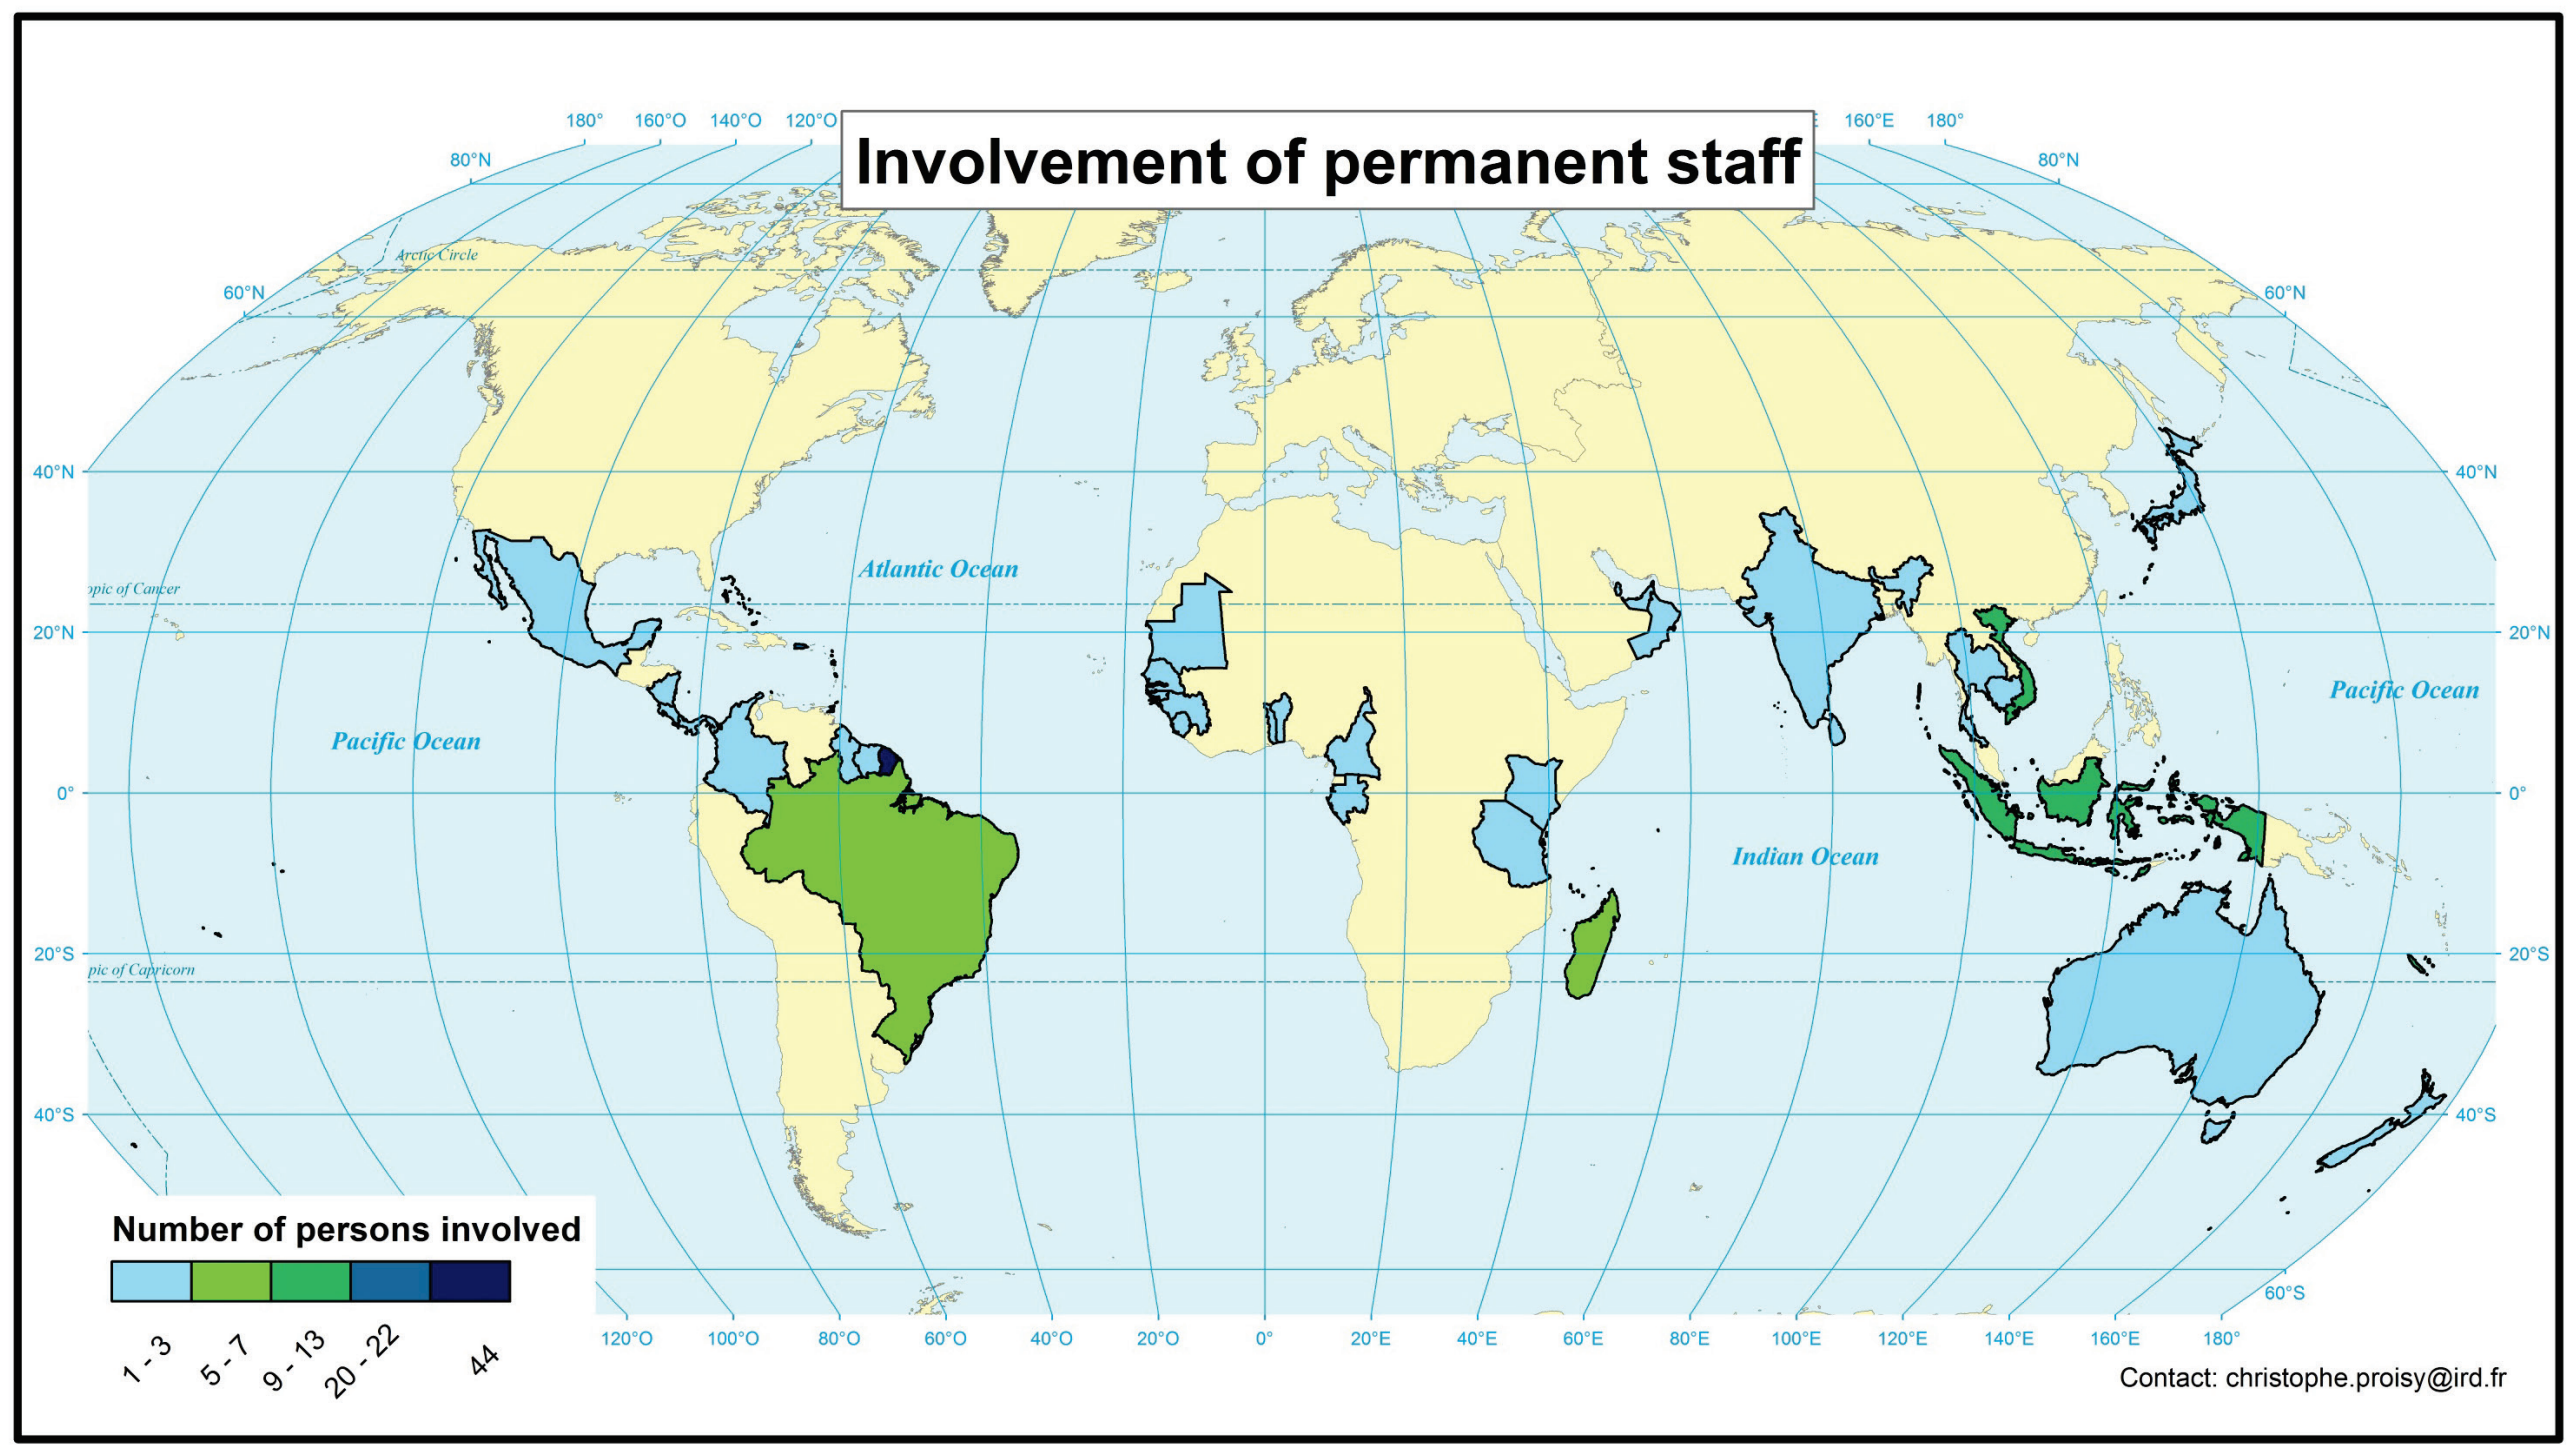 180° 160°O 140°O 120°O 160°E 180°
Involvement of permanent staff
80°N 80°N
Arctic Circle
60°N 60°N
40°N 40°N
Atlantic Ocean
opic of Cancer
20°N 20°N
Pacific Ocean
Pacific Ocean
0° 0°
Indian Ocean
20°S 20°S
pic of Capricorn
40°S 40°S
Number of persons involved
1 - 3
5 - 7
9 - 13
20 - 22
44
60°S
120°O 100°O 80°O 60°O 40°O 20°O 0° 20°E 40°E 60°E 80°E 100°E 120°E 140°E 160°E 180°
Contact: christophe.proisy@ird.fr